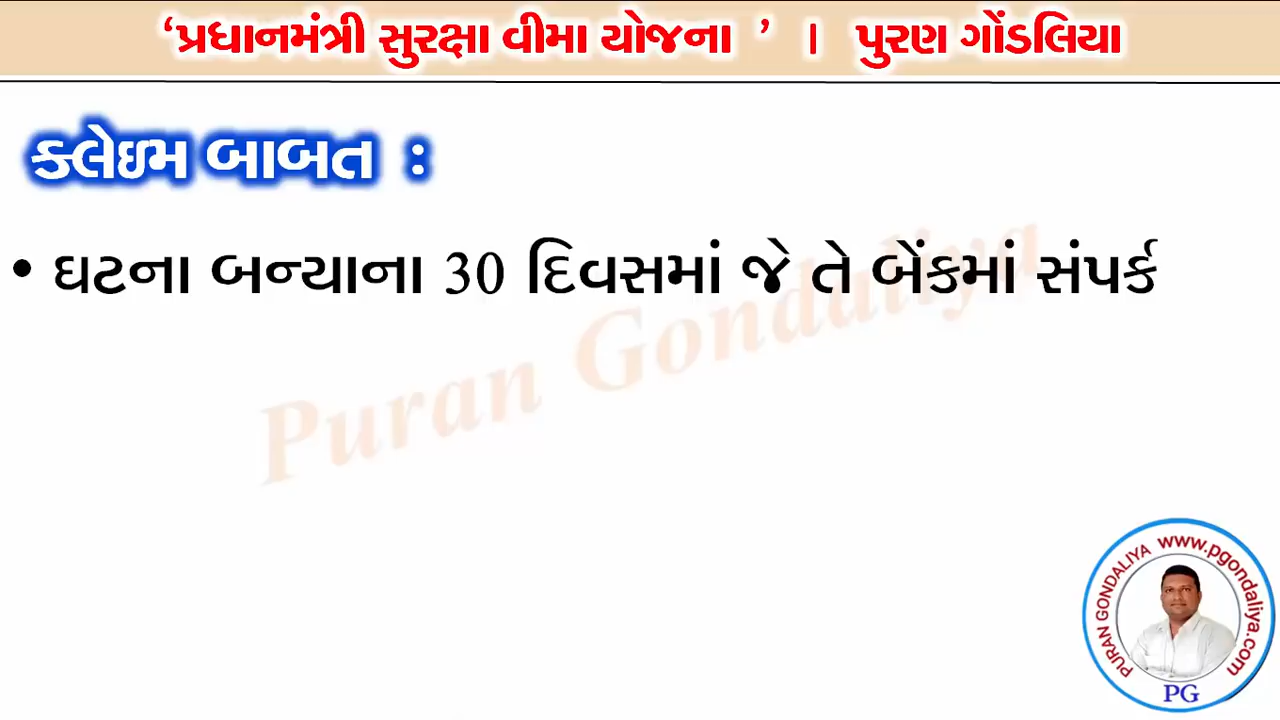 ‘પ્રધાનમંત્રી સુરક્ષા વીમા યોજના ’ । પુરણ ગોંડલિયા
ક્લેઇમ બાબત :
• ઘટના બન્યાના 30 દિવસમાં જે તે બેંકમાં સંપર્ક
Puran Gondaliya
PURAN GONDALIYA www.pgondaliya.com
PG